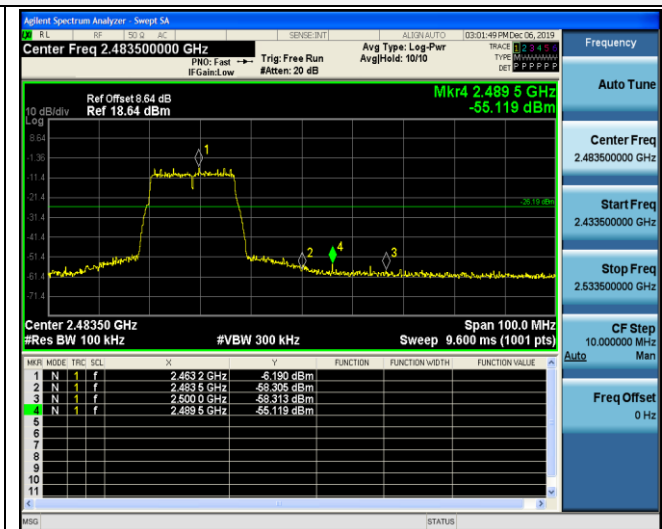 Agilent Spectrum Analyzer - Swept SA
RL RF 50 Ω AC SENSE:INT ALIGN AUTO 03:01:49 PM Dec 06, 2019
Center Freq 2.483500000 GHz
PNO: Fast
IFGain:Low
Trig: Free Run
#Atten: 20 dB
Avg Type: Log-Pwr
Avg|Hold: 10/10
TRACE 1 2 3 4 5 6
TYPE MWWWWW
DET P P P P P P
Ref Offset 8.64 dB
Ref 18.64 dBm
10 dB/div
Log
Mkr4 2.489 5 GHz
-55.119 dBm
8.64
-1.36
-11.4
-21.4
-31.4
-41.4
-51.4
-61.4
-71.4
1
2
4
3
-26.19 dBm
Center 2.48350 GHz
Span 100.0 MHz
#Res BW 100 kHz
#VBW 300 kHz
Sweep 9.600 ms (1001 pts)
MKR MODE TRC SCL X Y FUNCTION FUNCTION WIDTH FUNCTION VALUE
1 N 1 f 2.463 2 GHz -6.190 dBm
2 N 1 f 2.483 5 GHz -58.305 dBm
3 N 1 f 2.500 0 GHz -58.313 dBm
4 N 1 f 2.489 5 GHz -55.119 dBm
5
6
7
8
9
10
11
MSG
STATUS
Frequency
Auto Tune
Center Freq
2.483500000 GHz
Start Freq
2.433500000 GHz
Stop Freq
2.533500000 GHz
CF Step
10.000000 MHz
Auto Man
Freq Offset
0 Hz